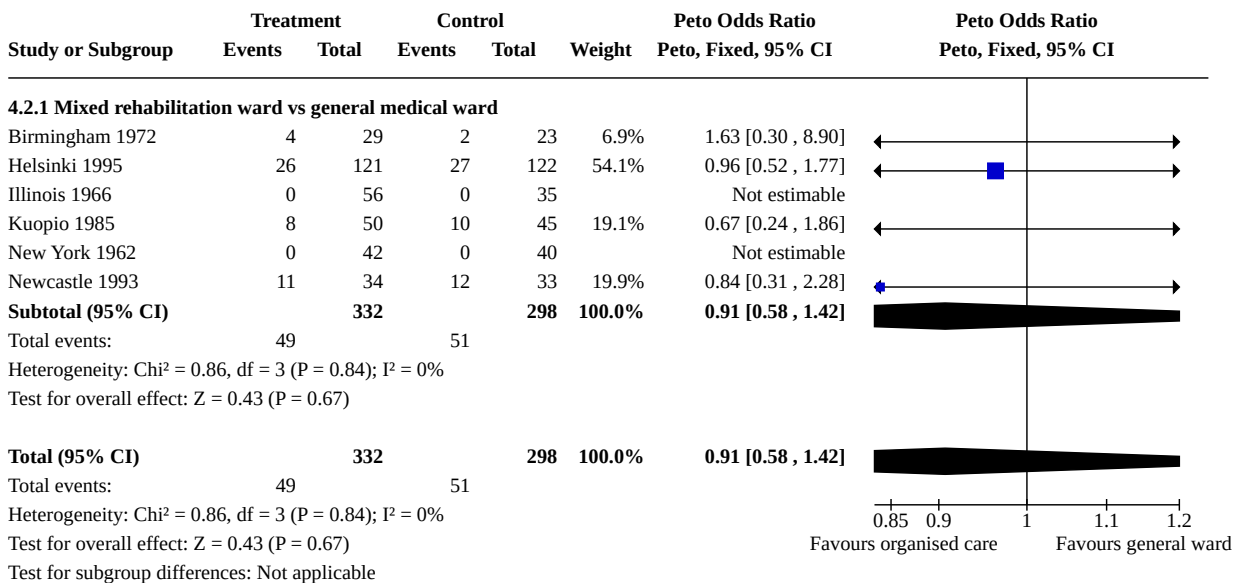 Treatment Control Peto Odds Ratio Peto Odds Ratio
Study or Subgroup Events Total Events Total Weight Peto, Fixed, 95% CI Peto, Fixed, 95% CI
4.2.1 Mixed rehabilitation ward vs general medical ward
Birmingham 1972 4 29 2 23 6.9% 1.63 [0.30 , 8.90]
Helsinki 1995 26 121 27 122 54.1% 0.96 [0.52 , 1.77]
Illinois 1966 0 56 0 35 Not estimable
Kuopio 1985 8 50 10 45 19.1% 0.67 [0.24 , 1.86]
New York 1962 0 42 0 40 Not estimable
Newcastle 1993 11 34 12 33 19.9% 0.84 [0.31 , 2.28]
Subtotal (95% CI) 332 298 100.0% 0.91 [0.58 , 1.42]
Total events: 49 51
Heterogeneity: Chi² = 0.86, df = 3 (P = 0.84); I² = 0%
Test for overall effect: Z = 0.43 (P = 0.67)
Total (95% CI) 332 298 100.0% 0.91 [0.58 , 1.42]
Total events: 49 51
Heterogeneity: Chi² = 0.86, df = 3 (P = 0.84); I² = 0%
0.85 0.9 1 1.1 1.2
Test for overall effect: Z = 0.43 (P = 0.67) Favours organised care Favours general ward
Test for subgroup differences: Not applicable